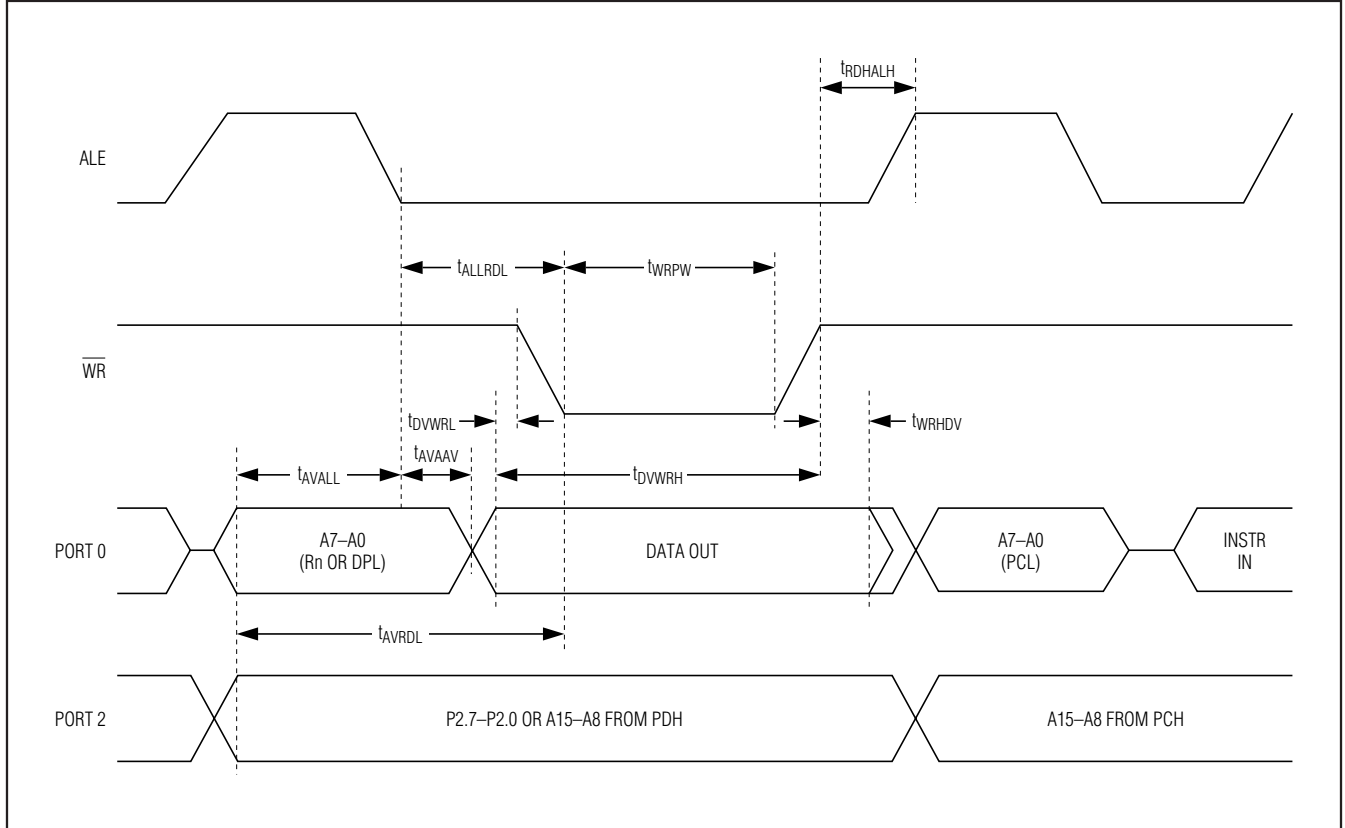 tRDHALH
ALE
tALLRDL
tWRPW
WR
tDVWRL
tWRHDV
tAVAAV
tAVALL
tDVWRH
PORT 0
A7–A0
(Rn OR DPL)
DATA OUT
A7–A0
(PCL)
INSTR
IN
tAVRDL
PORT 2
P2.7–P2.0 OR A15–A8 FROM PDH
A15–A8 FROM PCH